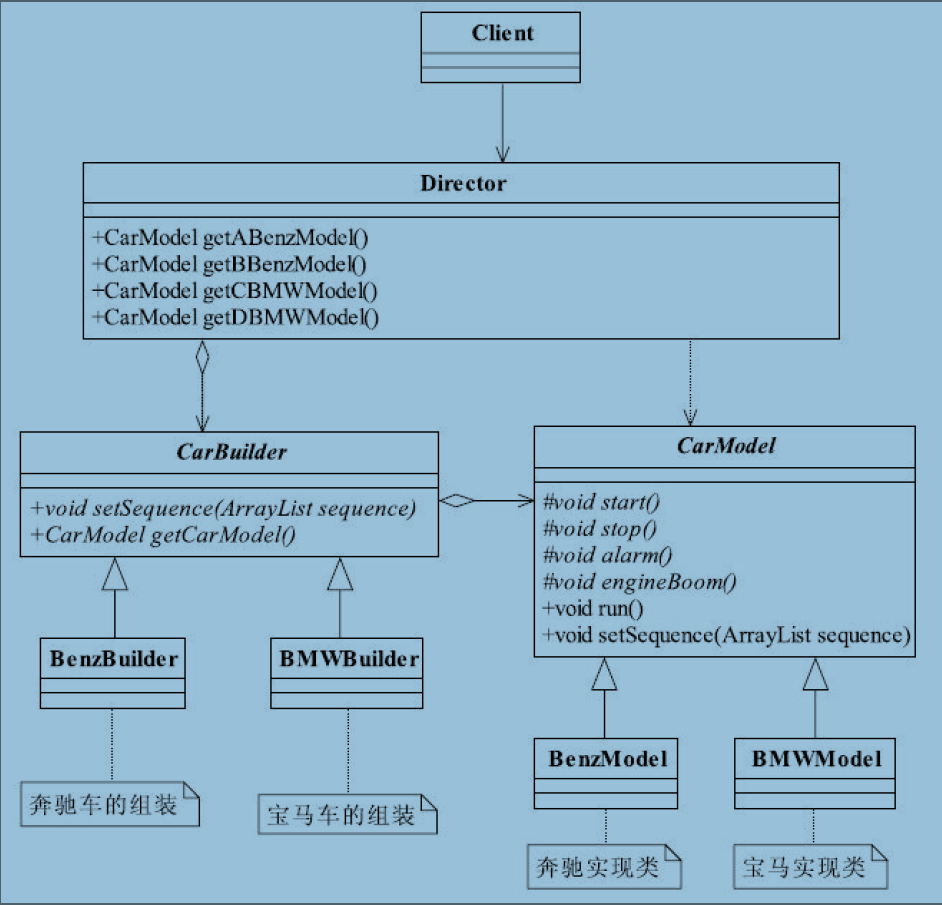 Client
Director
+CarModel getABenzModel()
+CarModel getBBenzModel()
+CarModel getCBMWModel()
+CarModel getDBMWModel()
CarBuilder
+void setSequence(ArrayList sequence)
+CarModel getCarModel()
CarModel
#void start()
#void stop()
#void alarm()
#void engineBoom()
+void run()
+void setSequence(ArrayList sequence)
BenzBuilder
BMWBuilder
BenzModel
BMWModel
奔驰车的组装
宝马车的组装
奔驰实现类
宝马实现类